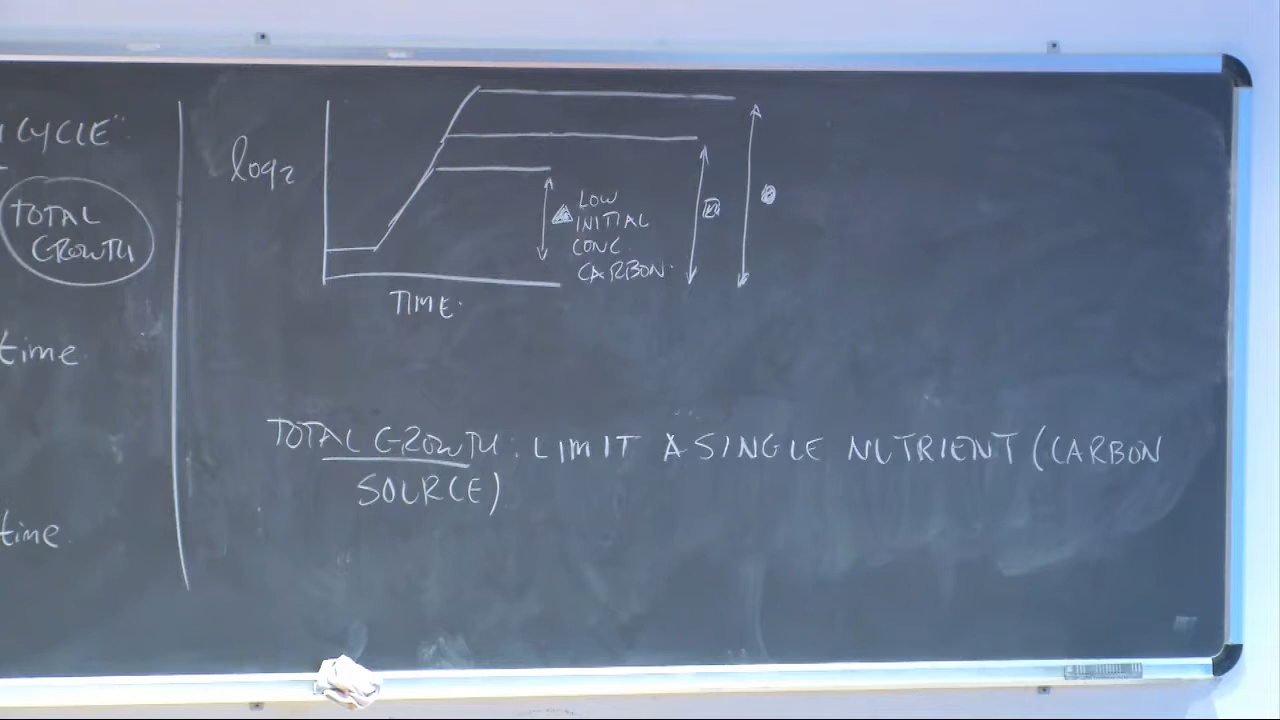 CYCLE"
TOTAL
GROWTH
time
time
log2
LOW
INITIAL
CONC
CARBON.
TIME.
TOTAL GROWTH: LIMIT A SINGLE NUTRIENT (CARBON
SOURCE)